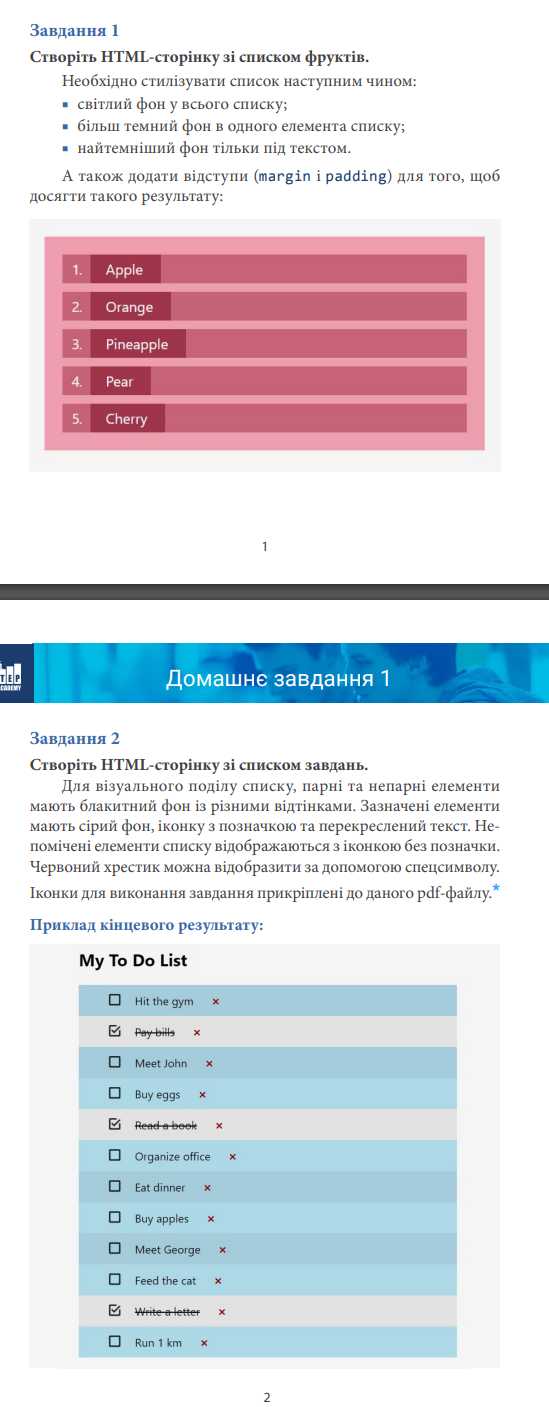 Завдання 1
Створіть HTML-сторінку зі списком фруктів.
Необхідно стилізувати список наступним чином:
▪ світлий фон у всього списку;
▪ більш темний фон в одного елемента списку;
▪ найтемніший фон тільки під текстом.
А також додати відступи (margin і padding) для того, щоб
досягти такого результату:
1. Apple
2. Orange
3. Pineapple
4. Pear
5. Cherry
1
TEP
CADEMY
Домашнє завдання 1
Завдання 2
Створіть HTML-сторінку зі списком завдань.
Для візуального поділу списку, парні та непарні елементи
мають блакитний фон із різними відтінками. Зазначені елементи
мають сірий фон, іконку з позначкою та перекреслений текст. Не-
помічені елементи списку відображаються з іконкою без позначки.
Червоний хрестик можна відобразити за допомогою спецсимволу.
Іконки для виконання завдання прикріплені до даного pdf-файлу.*
Приклад кінцевого результату:
My To Do List
Hit the gym ×
Pay bills ×
Meet John ×
Buy eggs ×
Read a book ×
Organize office ×
Eat dinner ×
Buy apples ×
Meet George ×
Feed the cat ×
Write a letter ×
Run 1 km ×
2